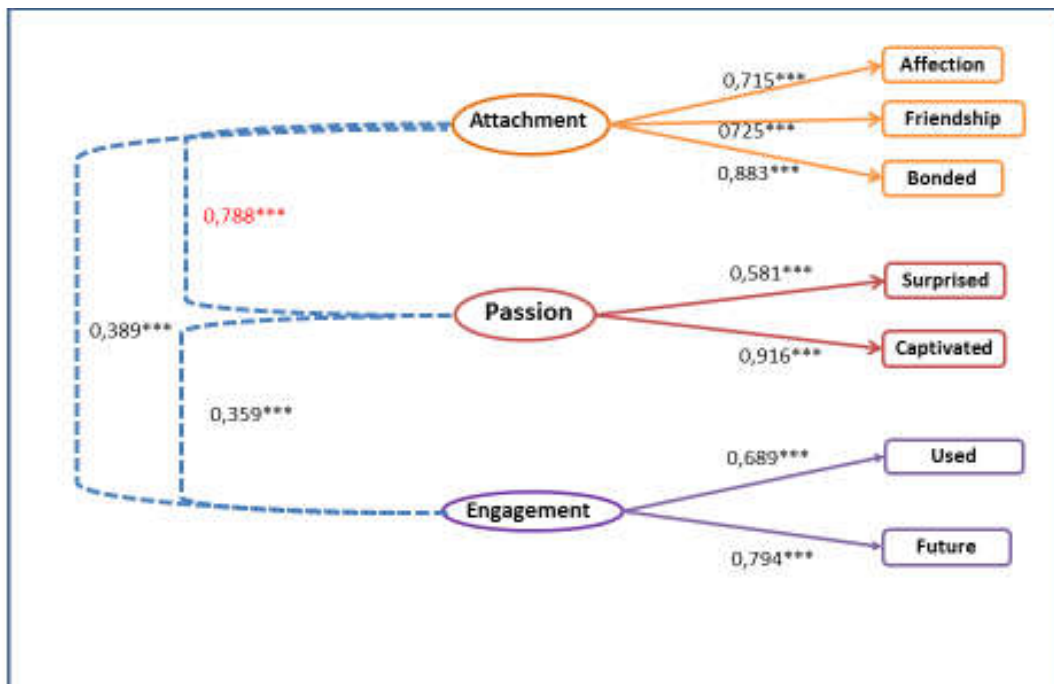 Affection
0,715***
Attachment
Friendship
0725***
0,883***
Bonded
0,788***
Surprised
0,581***
Passion
0,389***
Captivated
0,916***
0,359***
Used
0,689***
Engagement
Future
0,794***